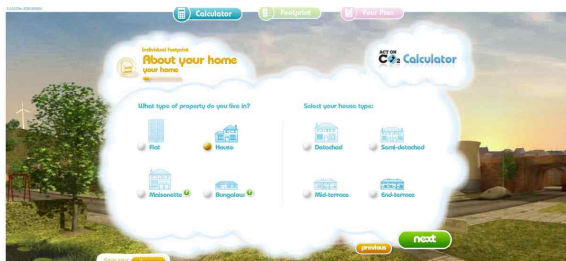 Calculator
Footprint
Your Plan
Individual Footprint
About your home
your home
ACT ON
CO2 Calculator
What type of property do you live in?
Flat
House
Maisonette
Bungalow
Select your house type:
Detached
Semi-detached
Mid-terrace
End-terrace
previous
next
Save your